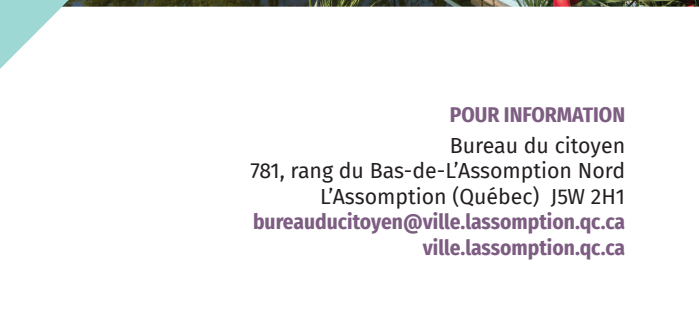 POUR INFORMATION
Bureau du citoyen
781, rang du Bas-de-L’Assomption Nord
L’Assomption (Québec)  J5W 2H1
bureauducitoyen@ville.lassomption.qc.ca
ville.lassomption.qc.ca